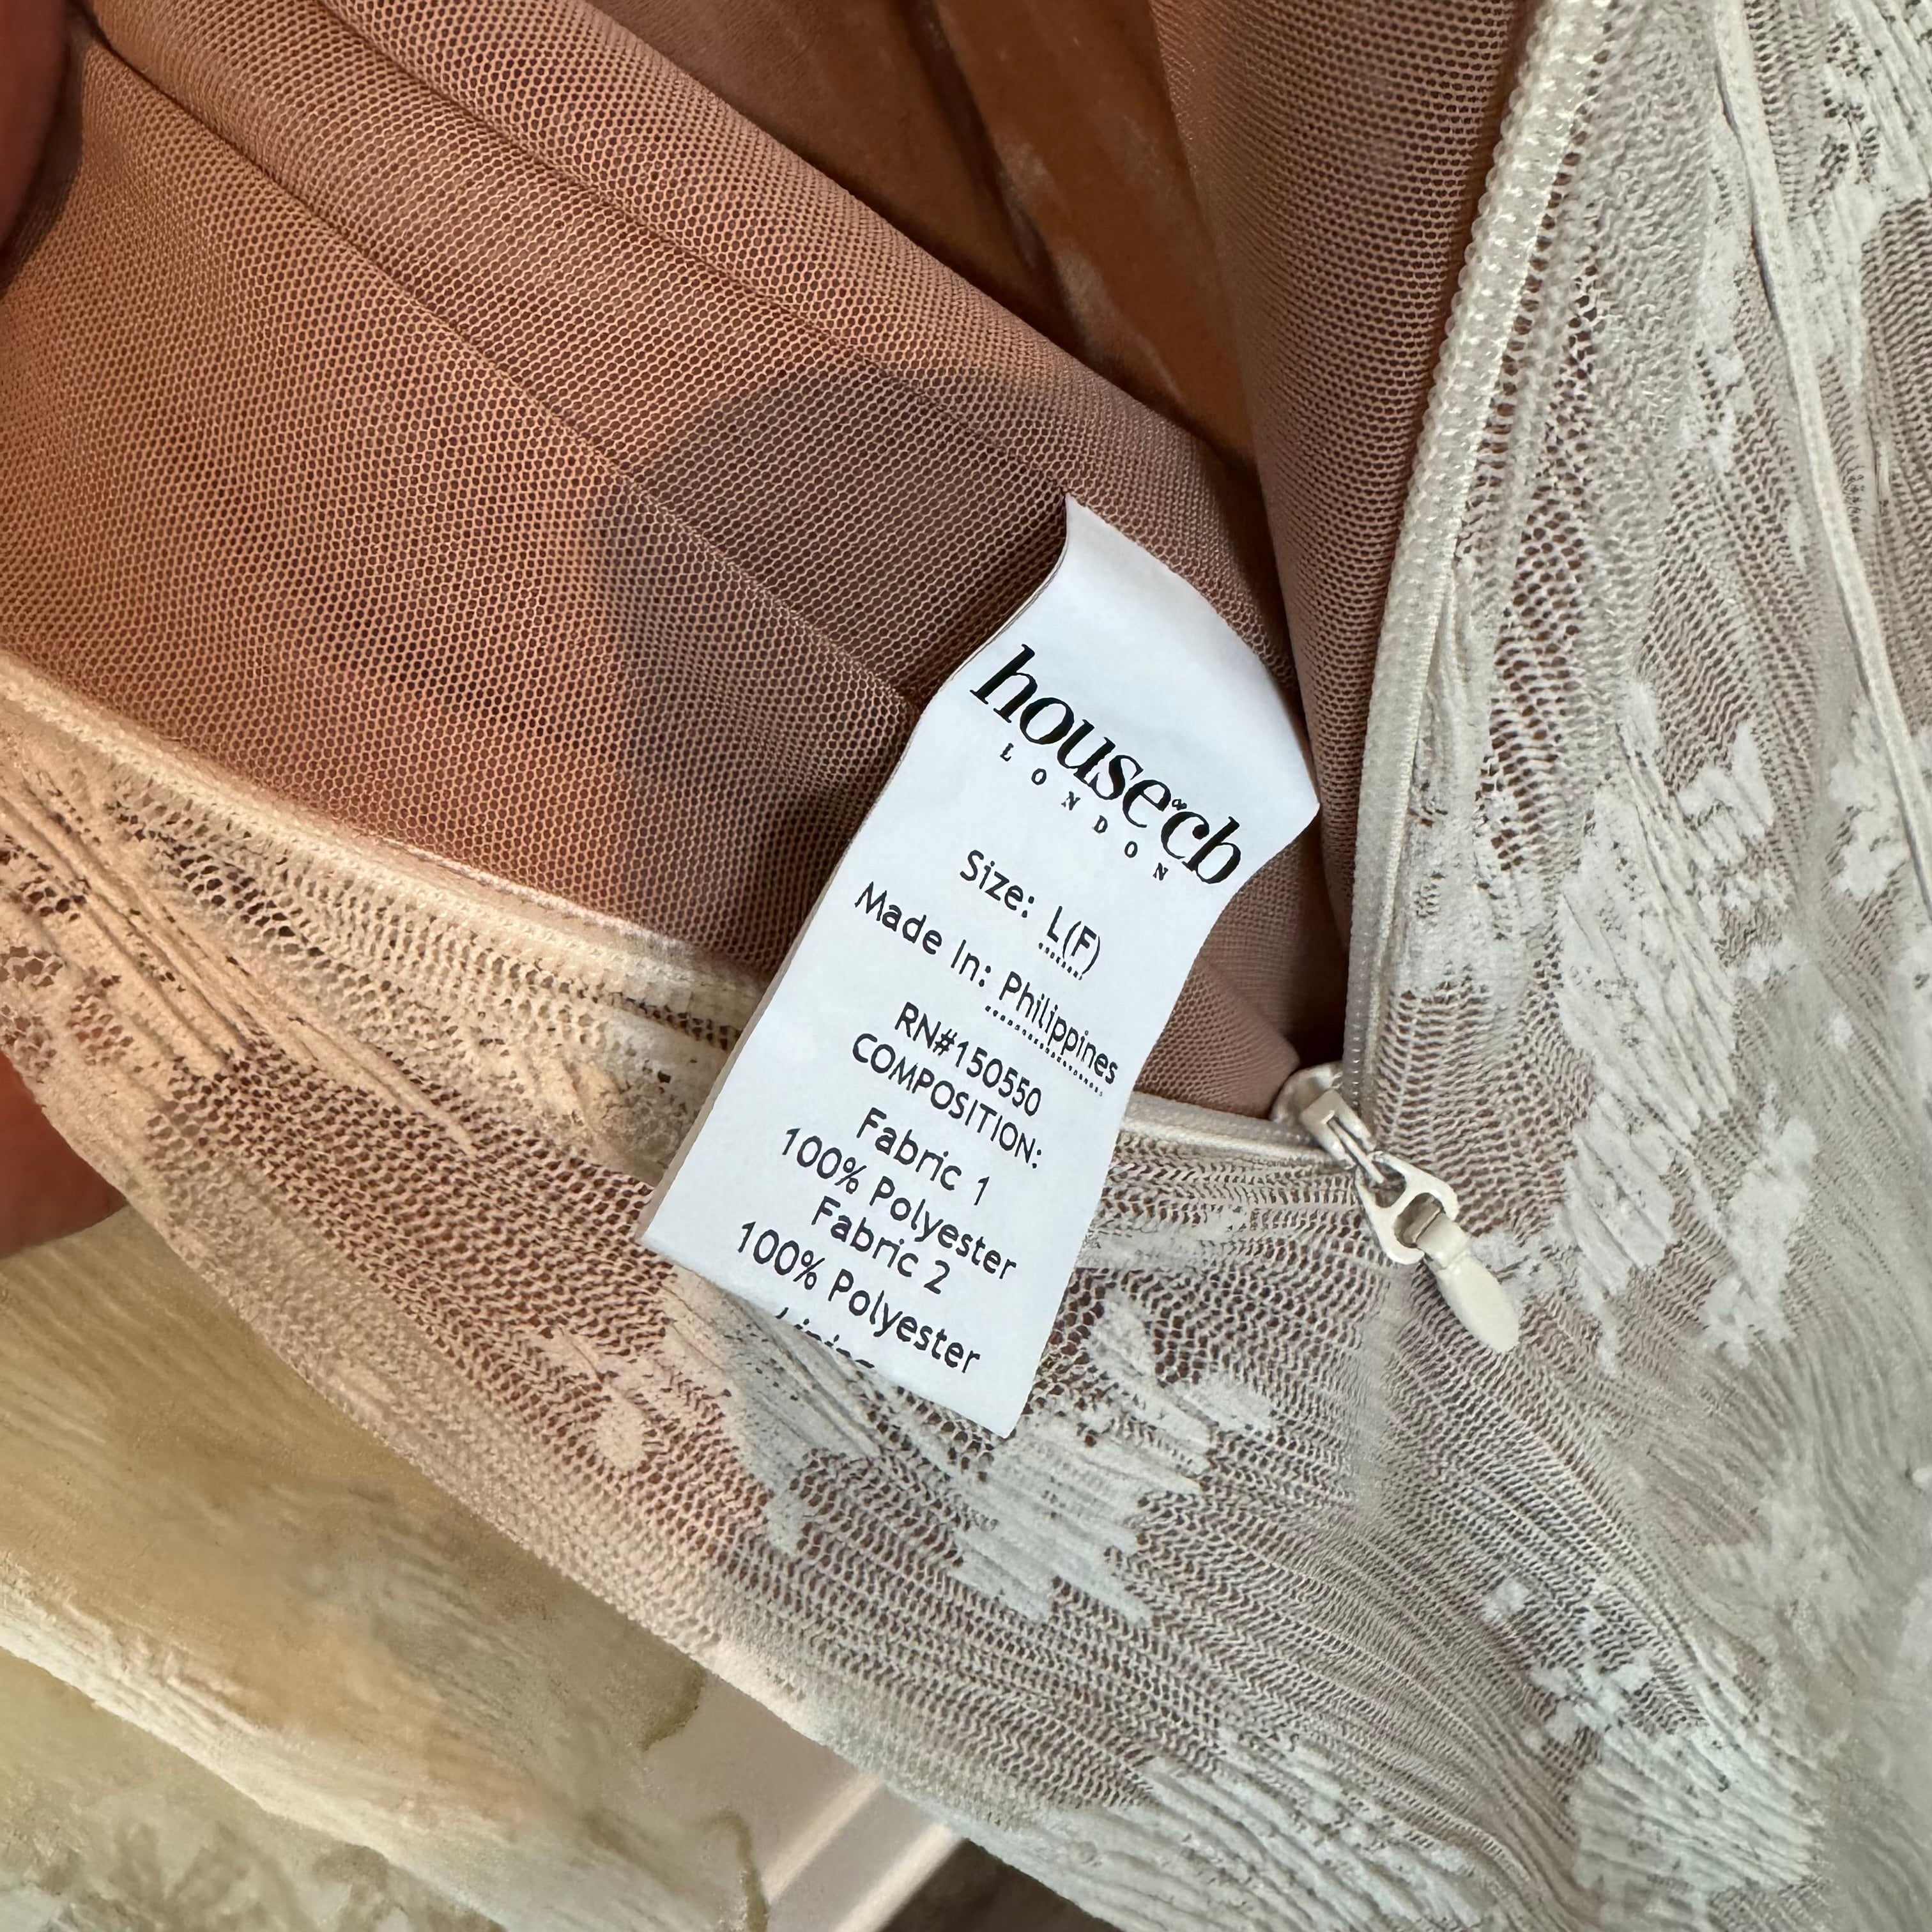 house of cb
LONDON
Size: L(F)
Made In: Philippines
RN#150550
COMPOSITION:
Fabric 1
100% Polyester
Fabric 2
100% Polyester